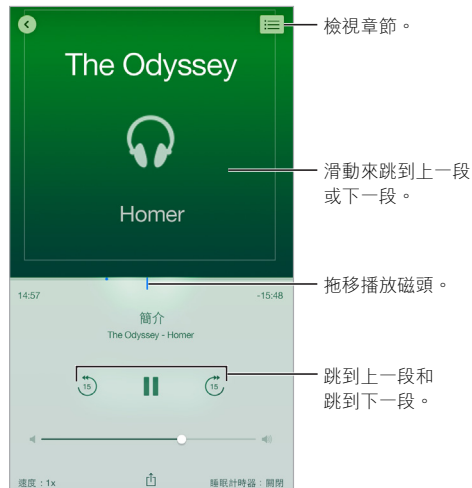 檢視章節。
The Odyssey
滑動來跳到上一段
或下一段。
Homer
拖移播放磁頭。
14:57
-15:48
簡介
The Odyssey - Homer
跳到上一段和
跳到下一段。
15
15
速度：1x
睡眠計時器：關閉